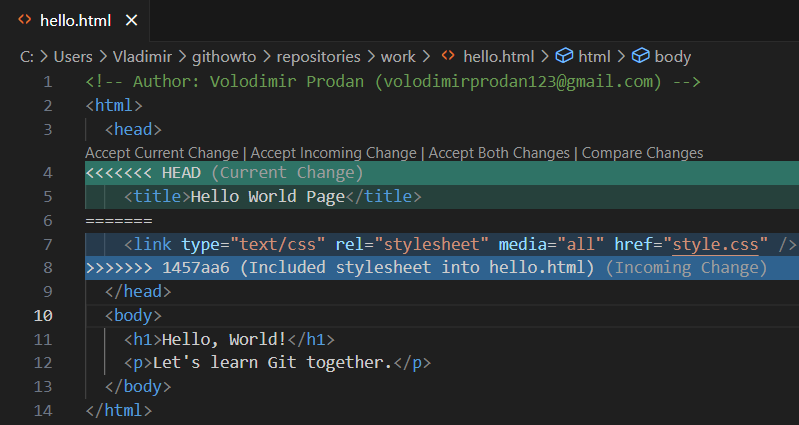 <> hello.html ×
C: > Users > Vladimir > githowto > repositories > work > <> hello.html > html > body
1 <!-- Author: Volodimir Prodan (volodimirprodan123@gmail.com) -->
2 <html>
3 <head>
Accept Current Change | Accept Incoming Change | Accept Both Changes | Compare Changes
4 <<<<<<< HEAD (Current Change)
5 <title>Hello World Page</title>
6 =======
7 <link type="text/css" rel="stylesheet" media="all" href="style.css" />
8 >>>>>>> 1457aa6 (Included stylesheet into hello.html) (Incoming Change)
9 </head>
10 <body>
11 <h1>Hello, World!</h1>
12 <p>Let's learn Git together.</p>
13 </body>
14 </html>